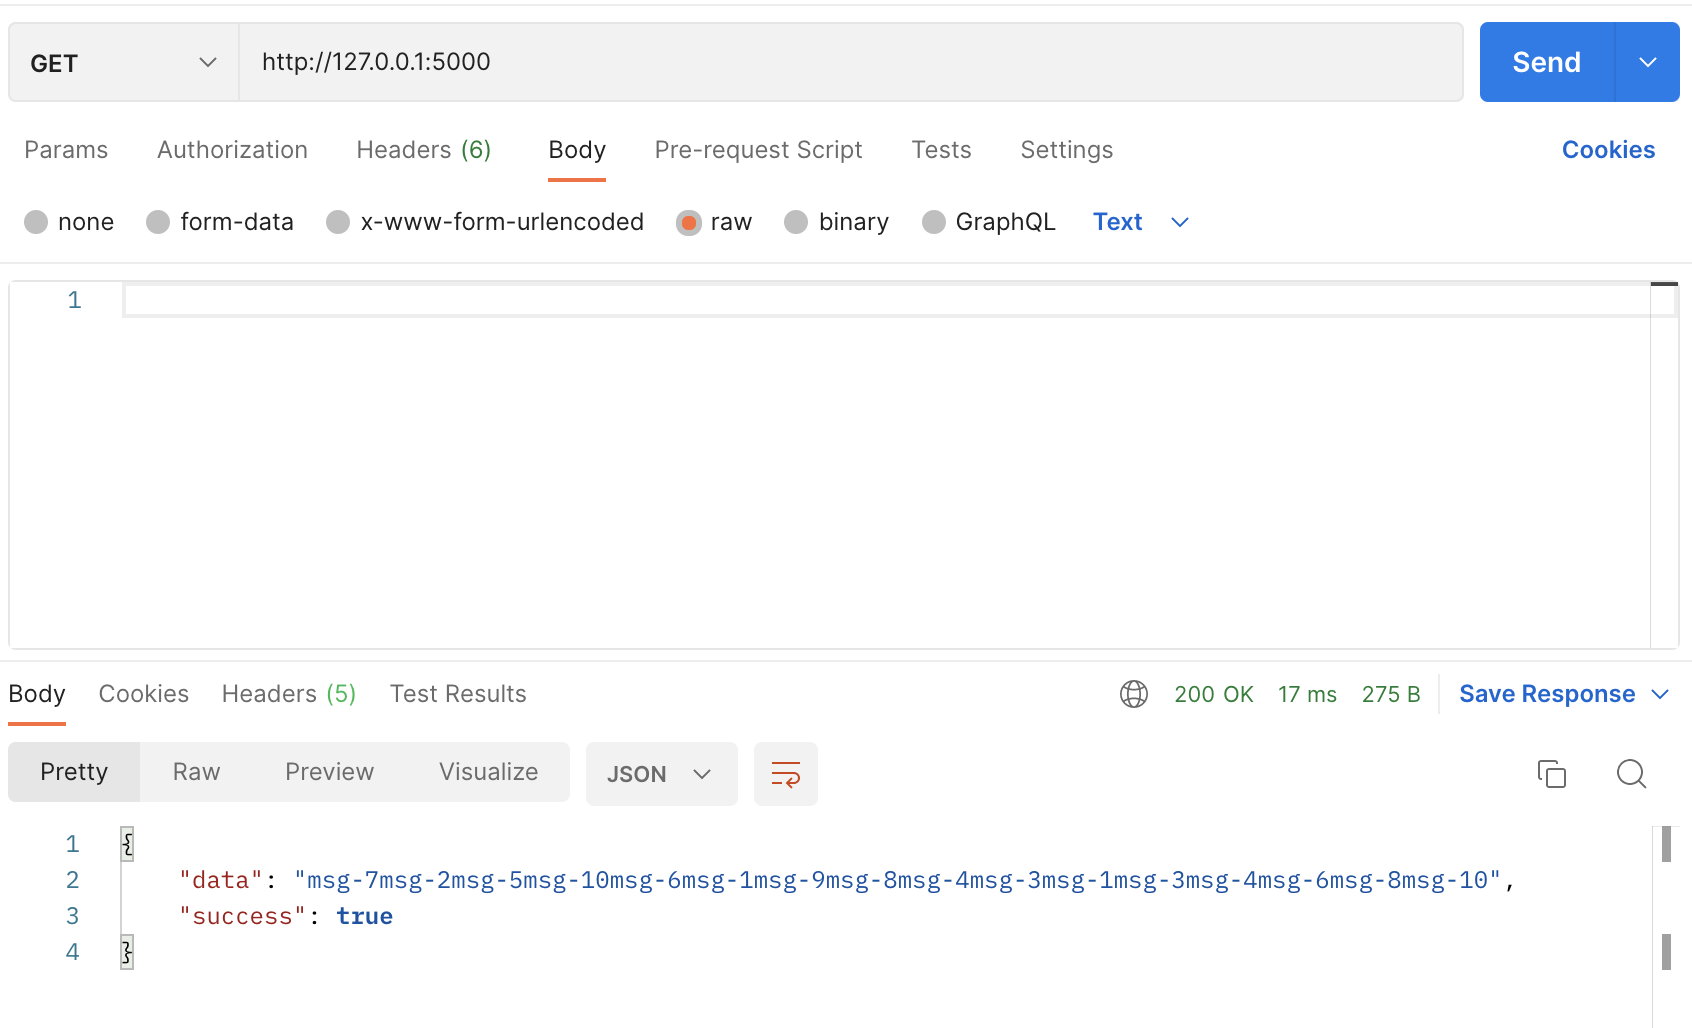 GET http://127.0.0.1:5000 Send
Params Authorization Headers (6) Body Pre-request Script Tests Settings Cookies
none form-data x-www-form-urlencoded raw binary GraphQL Text
1
Body Cookies Headers (5) Test Results 200 OK 17 ms 275 B Save Response
Pretty Raw Preview Visualize JSON
1 {
2 "data": "msg-7msg-2msg-5msg-10msg-6msg-1msg-9msg-8msg-4msg-3msg-1msg-3msg-4msg-6msg-8msg-10",
3 "success": true
4 }